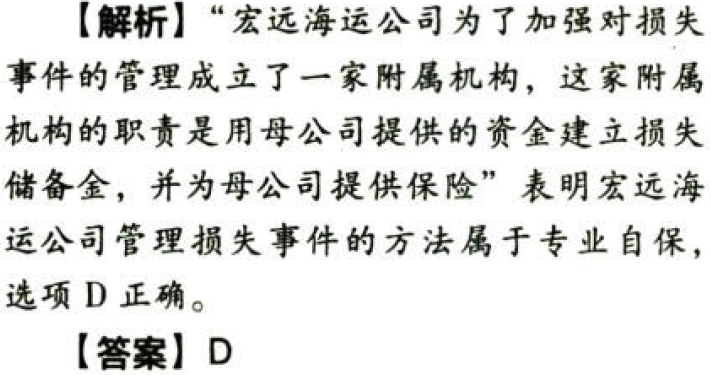 【解析】“宏远海运公司为了加强对损失
事件的管理成立了一家附属机构，这家附属
机构的职责是用母公司提供的资金建立损失
储备金，并为母公司提供保险”表明宏远海
运公司管理损失事件的方法属于专业自保，
选项 D 正确。
【答案】D